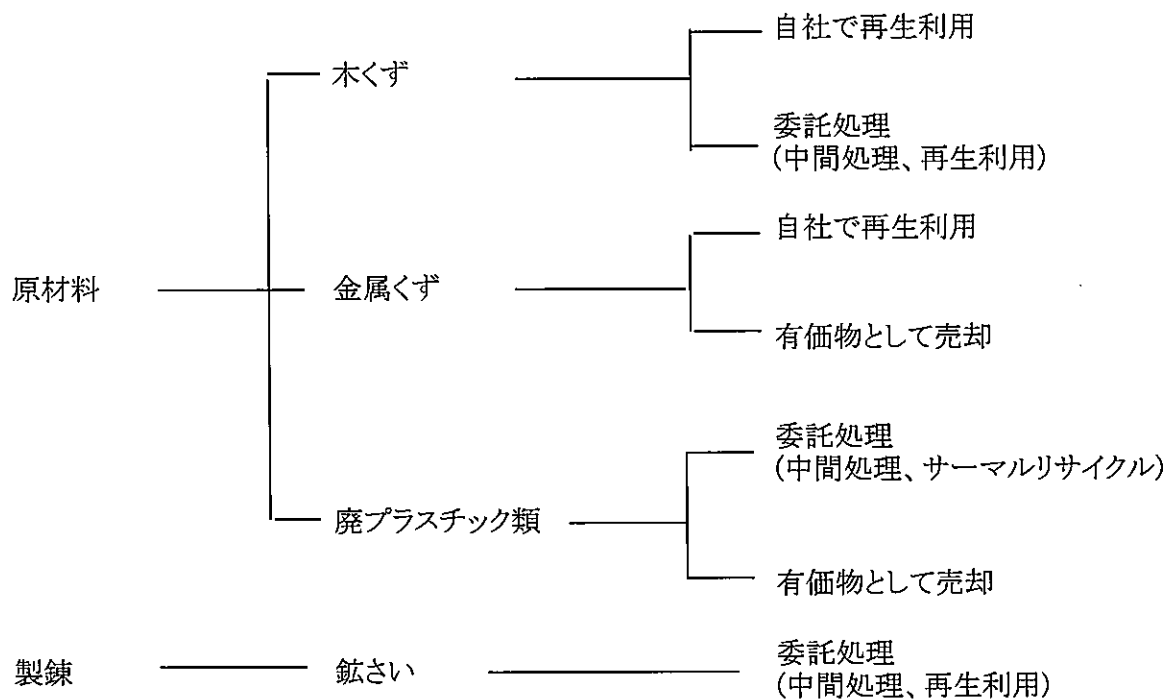 自社で再生利用
木くず
委託処理
(中間処理、再生利用)
自社で再生利用
原材料
金属くず
有価物として売却
委託処理
(中間処理、サーマルリサイクル)
廃プラスチック類
有価物として売却
製錬
鉱さい
委託処理
(中間処理、再生利用)